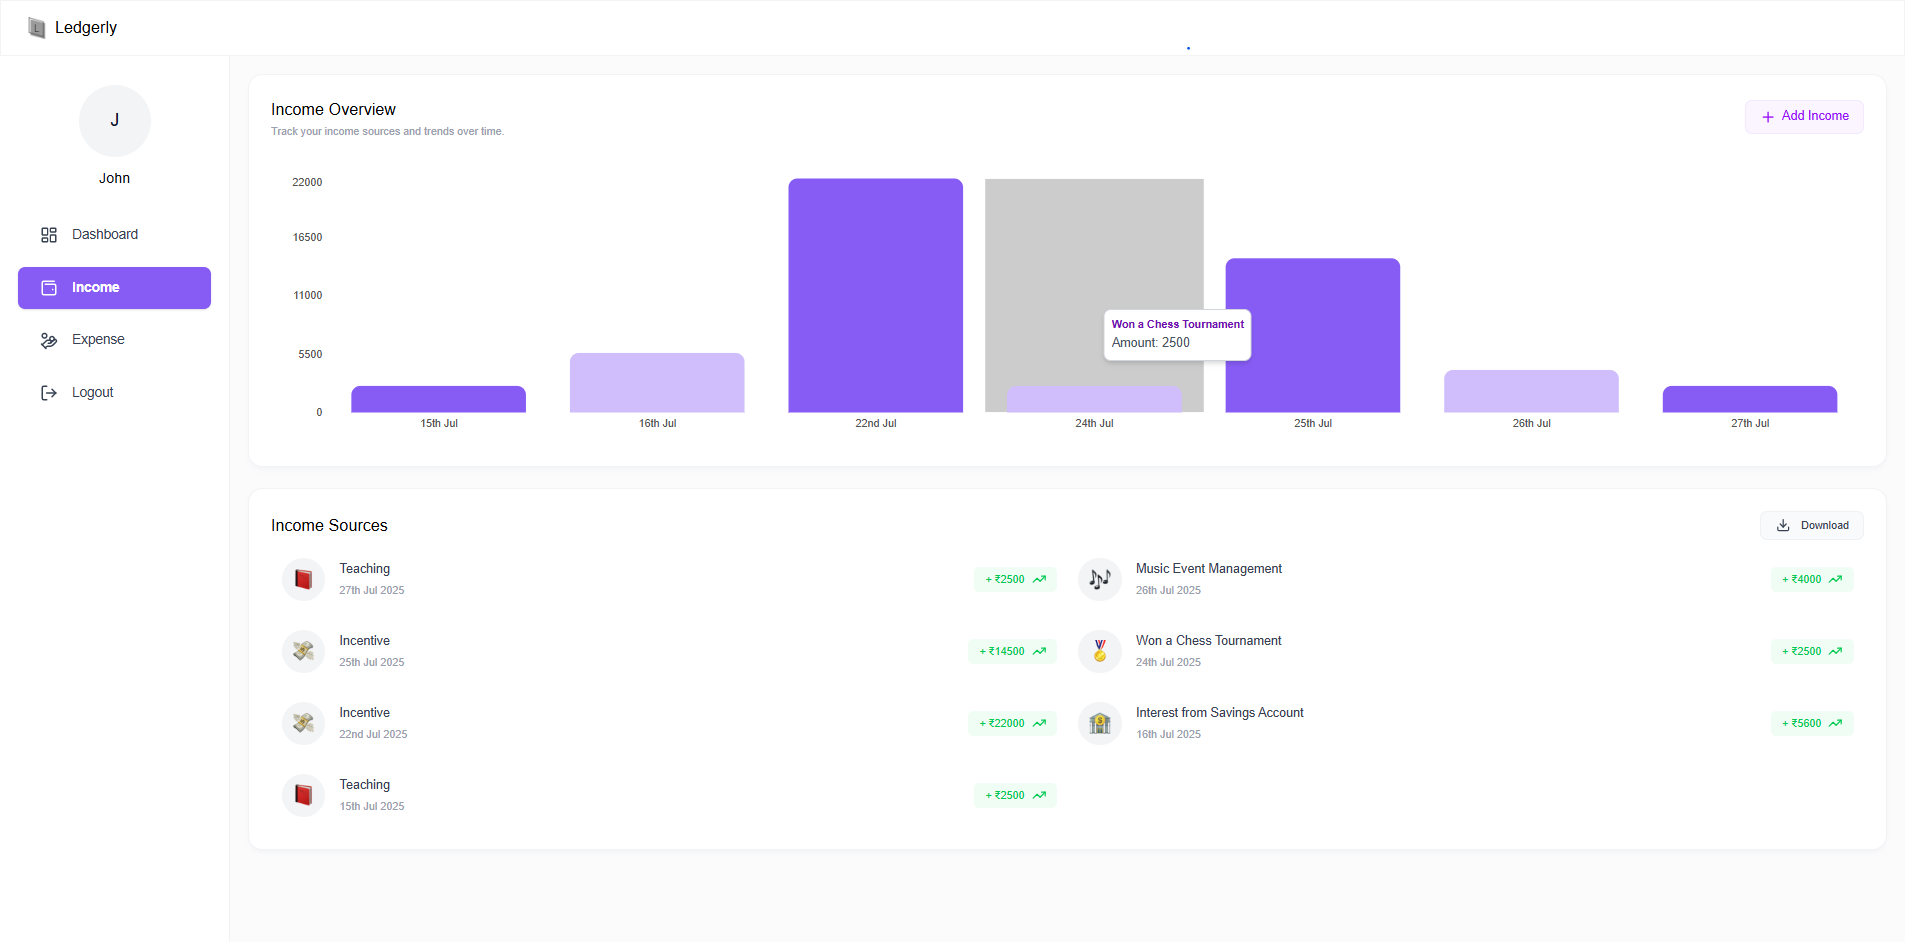 Ledgerly
J
John
Dashboard
Income
Expense
Logout
Income Overview
Track your income sources and trends over time.
Add Income
22000
16500
11000
5500
0
Won a Chess Tournament
Amount: 2500
15th Jul
16th Jul
22nd Jul
24th Jul
25th Jul
26th Jul
27th Jul
Income Sources
Download
Teaching
27th Jul 2025
+ ₹2500
Music Event Management
26th Jul 2025
+ ₹4000
Incentive
25th Jul 2025
+ ₹14500
Won a Chess Tournament
24th Jul 2025
+ ₹2500
Incentive
22nd Jul 2025
+ ₹22000
Interest from Savings Account
16th Jul 2025
+ ₹5600
Teaching
15th Jul 2025
+ ₹2500